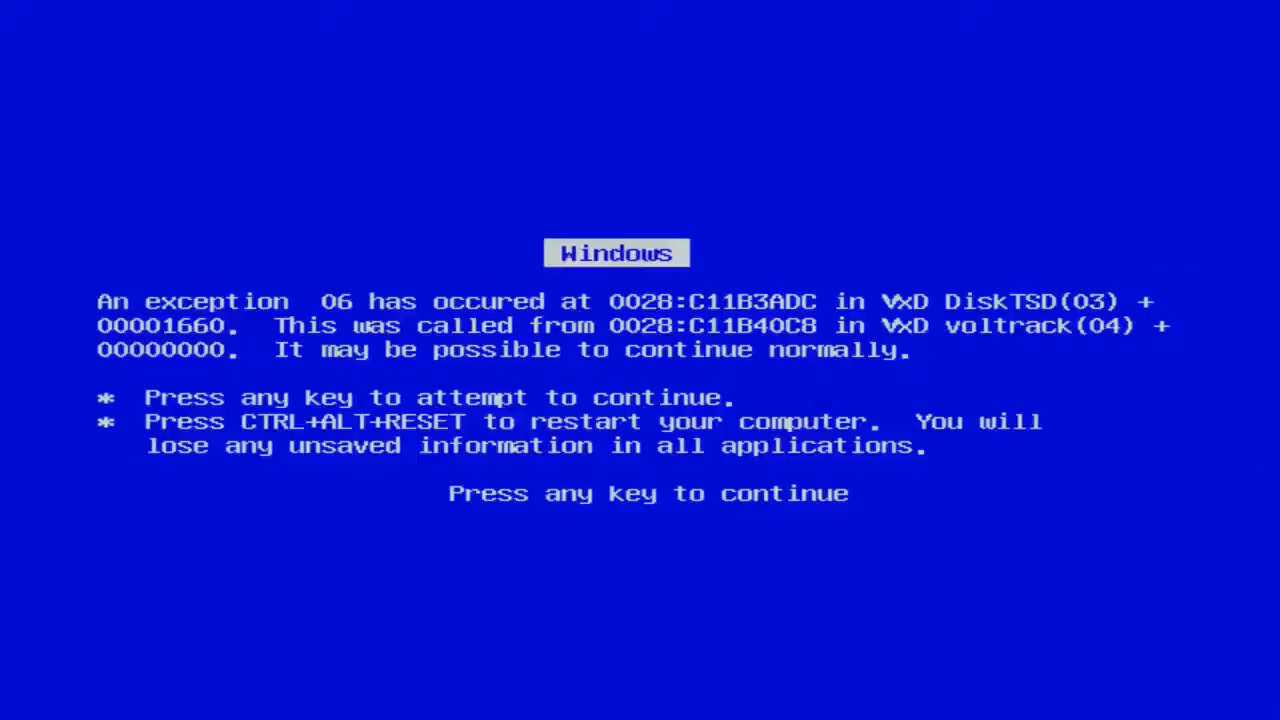 Windows
An exception  06 has occured at 0028:C11B3ADC in VxD DiskTSD(03) +
00001660.  This was called from 0028:C11B40C8 in VxD voltrack(04) +
00000000.  It may be possible to continue normally.
*  Press any key to attempt to continue.
*  Press CTRL+ALT+RESET to restart your computer.  You will
lose any unsaved information in all applications.
Press any key to continue